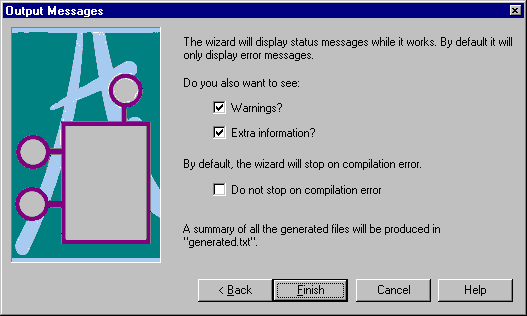 Output Messages
The wizard will display status messages while it works. By default it will
only display error messages.
Do you also want to see:
Warnings?
Extra information?
By default, the wizard will stop on compilation error.
Do not stop on compilation error
A summary of all the generated files will be produced in
"generated.txt".
< Back
Finish
Cancel
Help